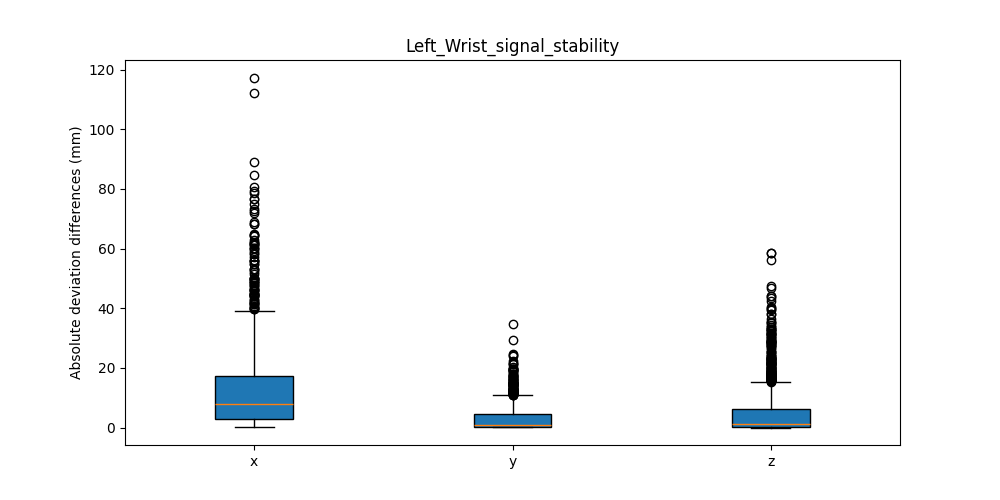 Left_Wrist_signal_stability
Absolute deviation differences (mm)
120
100
80
60
40
20
0
x
y
z